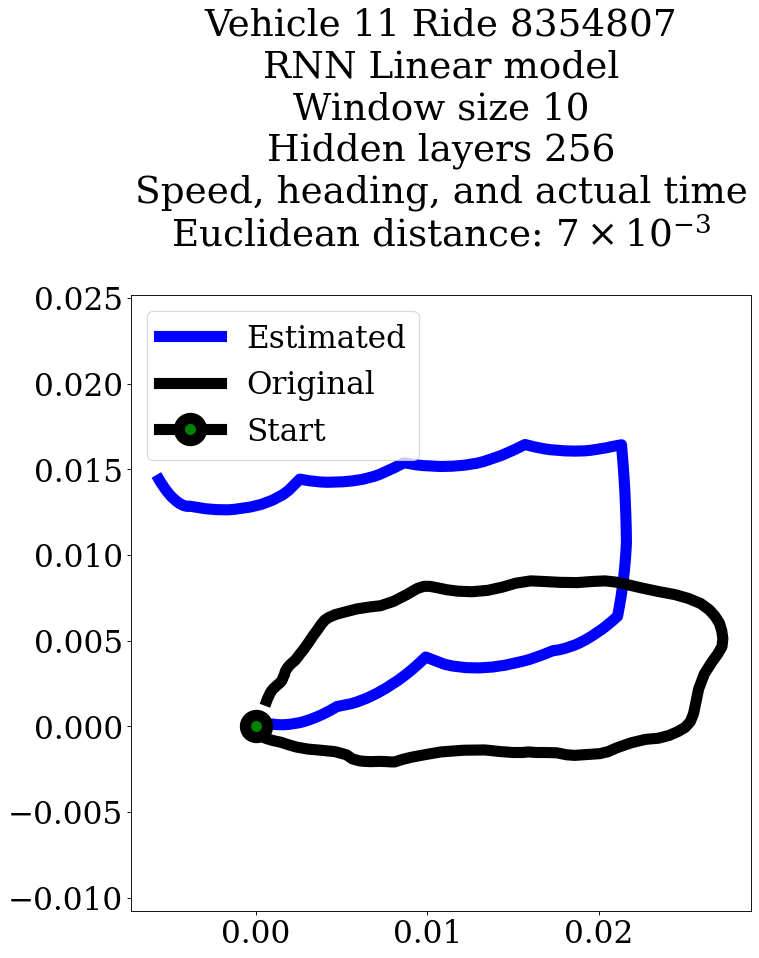 Vehicle 11 Ride 8354807
RNN Linear model
Window size 10
Hidden layers 256
Speed, heading, and actual time
Euclidean distance: 7 × 10⁻³
0.025
0.020
0.015
0.010
0.005
0.000
−0.005
−0.010
Estimated
Original
Start
0.00 0.01 0.02